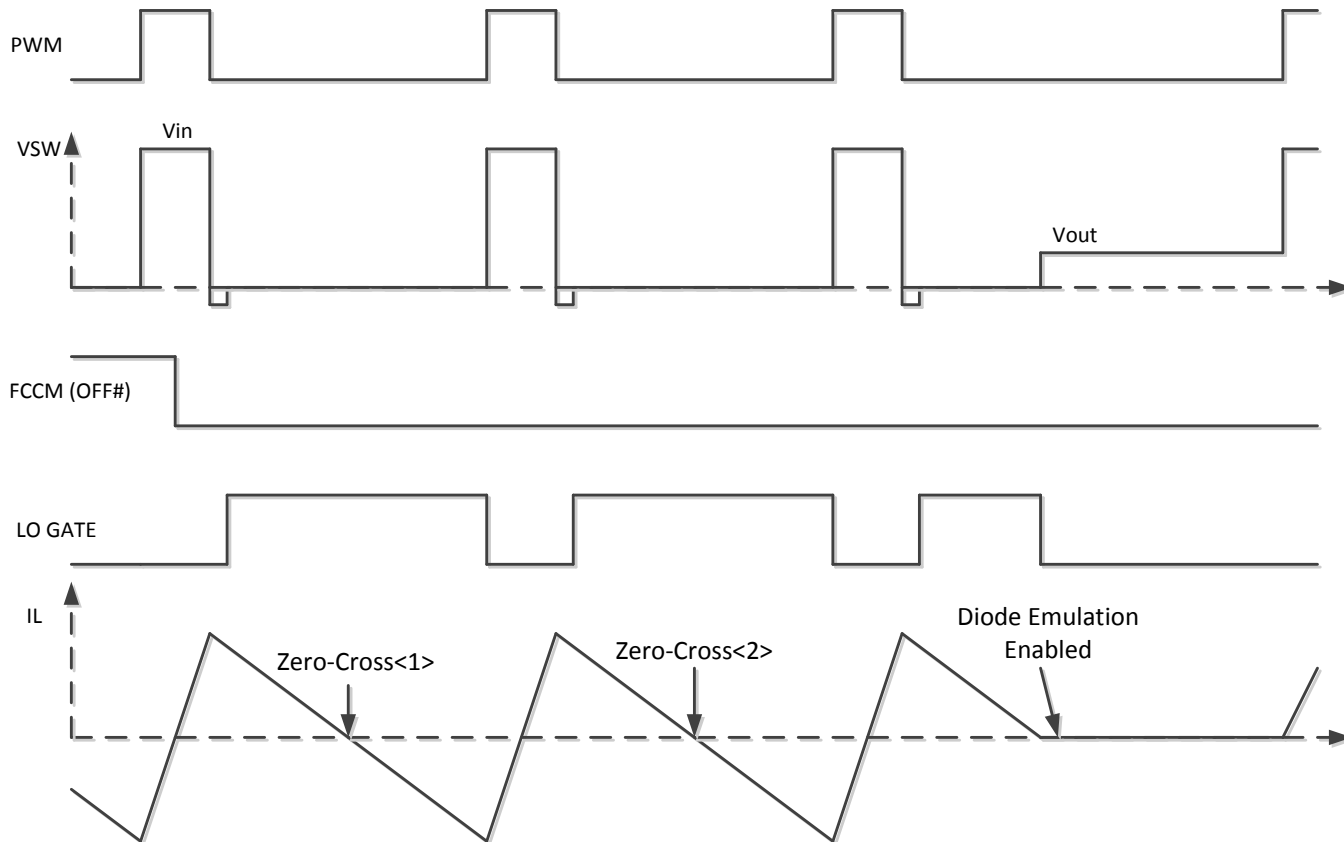 PWM
Vin
VSW
Vout
FCCM (OFF#)
LO GATE
IL
Zero-Cross<1>
Zero-Cross<2>
Diode Emulation
Enabled